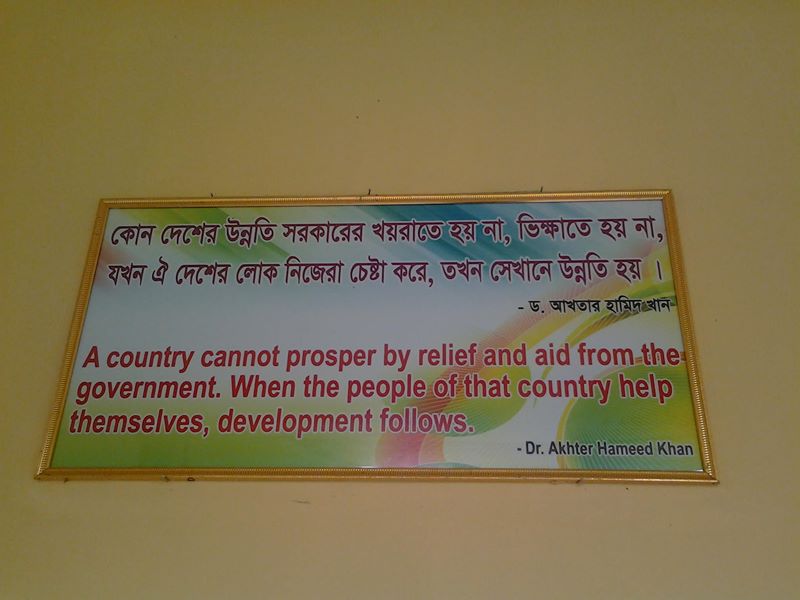 কোন দেশের উন্নতি সরকারের খয়রাতে হয় না, ভিক্ষাতে হয় না,
যখন ঐ দেশের লোক নিজেরা চেষ্টা করে, তখন সেখানে উন্নতি হয় ।
- ড. আখতার হামিদ খান
A country cannot prosper by relief and aid from the
government. When the people of that country help
themselves, development follows.
- Dr. Akhter Hameed Khan